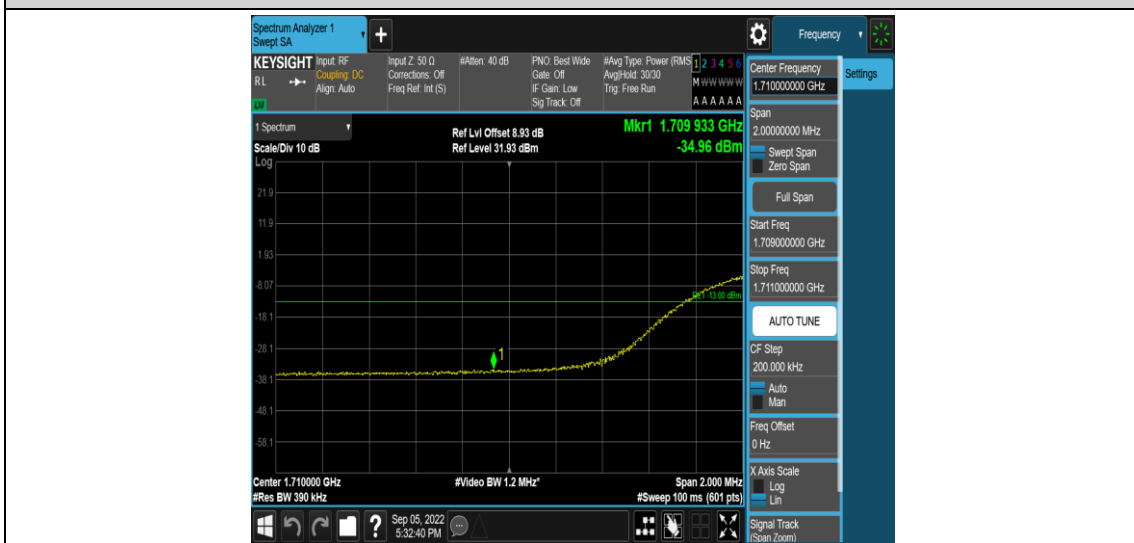 Spectrum Analyzer 1
Swept SA
+
Frequency
KEYSIGHT
RL
LXI
Input: RF
Coupling: DC
Align: Auto
Input Z: 50 Ω
Corrections: Off
Freq Ref: Int (S)
#Atten: 40 dB
PNO: Best Wide
Gate: Off
IF Gain: Low
Sig Track: Off
#Avg Type: Power (RMS
Avg|Hold: 30/30
Trig: Free Run
1 2 3 4 5 6
M W W W W W
A A A A A A
Center Frequency
1.710000000 GHz
Settings
1 Spectrum
Scale/Div 10 dB
Log
Ref Lvl Offset 8.93 dB
Ref Level 31.93 dBm
Mkr1 1.709 933 GHz
-34.96 dBm
21.9
11.9
1.93
-8.07
-18.1
-28.1
-38.1
-48.1
-58.1
DL1 -13.00 dBm
1
Center 1.710000 GHz
#Res BW 390 kHz
#Video BW 1.2 MHz*
Span 2.000 MHz
#Sweep 100 ms (601 pts)
Span
2.00000000 MHz
Swept Span
Zero Span
Full Span
Start Freq
1.709000000 GHz
Stop Freq
1.711000000 GHz
AUTO TUNE
CF Step
200.000 kHz
Auto
Man
Freq Offset
0 Hz
X Axis Scale
Log
Lin
Signal Track
(Span Zoom)
?
Sep 05, 2022
5:32:40 PM